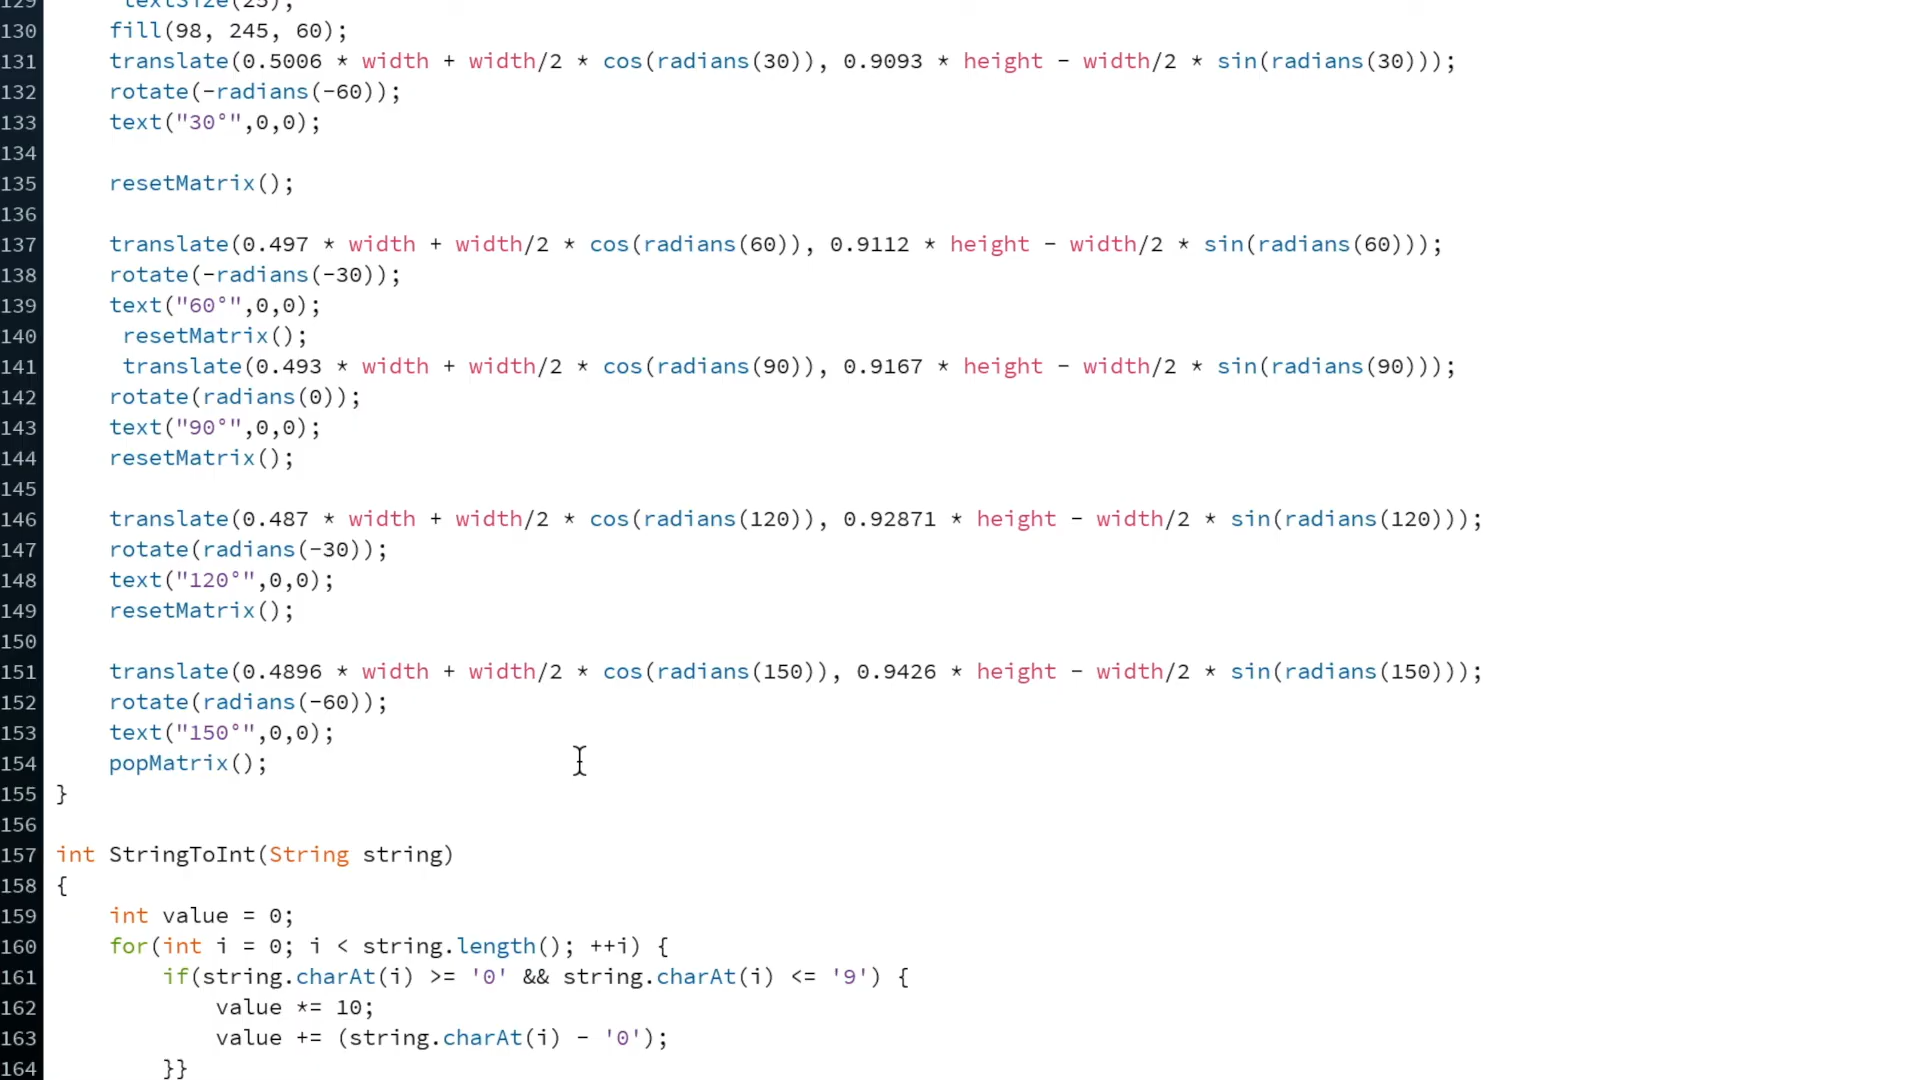 129 textSize(25);
130 fill(98, 245, 60);
131 translate(0.5006 * width + width/2 * cos(radians(30)), 0.9093 * height - width/2 * sin(radians(30)));
132 rotate(-radians(-60));
133 text("30°",0,0);
134
135 resetMatrix();
136
137 translate(0.497 * width + width/2 * cos(radians(60)), 0.9112 * height - width/2 * sin(radians(60)));
138 rotate(-radians(-30));
139 text("60°",0,0);
140 resetMatrix();
141 translate(0.493 * width + width/2 * cos(radians(90)), 0.9167 * height - width/2 * sin(radians(90)));
142 rotate(radians(0));
143 text("90°",0,0);
144 resetMatrix();
145
146 translate(0.487 * width + width/2 * cos(radians(120)), 0.92871 * height - width/2 * sin(radians(120)));
147 rotate(radians(-30));
148 text("120°",0,0);
149 resetMatrix();
150
151 translate(0.4896 * width + width/2 * cos(radians(150)), 0.9426 * height - width/2 * sin(radians(150)));
152 rotate(radians(-60));
153 text("150°",0,0);
154 popMatrix();
155 }
156
157 int StringToInt(String string)
158 {
159 int value = 0;
160 for(int i = 0; i < string.length(); ++i) {
161 if(string.charAt(i) >= '0' && string.charAt(i) <= '9') {
162 value *= 10;
163 value += (string.charAt(i) - '0');
164 }}